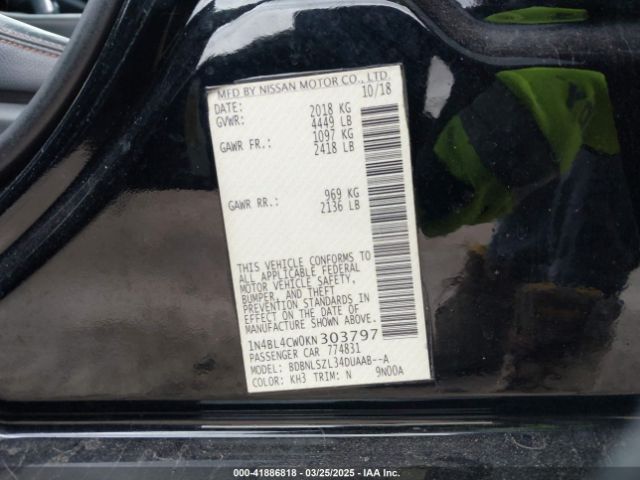 MFD BY NISSAN MOTOR CO., LTD.
DATE: 10/18
GVWR: 2018 KG
4449 LB
GAWR FR.: 1097 KG
2418 LB
GAWR RR.: 969 KG
2136 LB
THIS VEHICLE CONFORMS TO
ALL APPLICABLE FEDERAL
MOTOR VEHICLE SAFETY,
BUMPER, AND THEFT
PREVENTION STANDARDS IN
EFFECT ON THE DATE OF
MANUFACTURE SHOWN ABOVE.
1N4BL4CW0KN303797
PASSENGER CAR 774831
MODEL: BDBNLSZL34DUAAB--A
COLOR: KH3 TRIM: N 9N00A
000-41886818 / 03/25/2025 / IAA Inc.